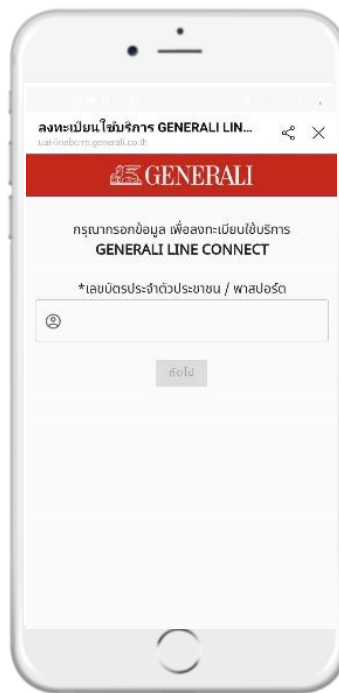 ลงทะเบียนใช้บริการ GENERALI LIN...
GENERALI
กรุณากรอกข้อมูล เพื่อลงทะเบียนใช้บริการ
GENERALI LINE CONNECT
*เลขบัตรประจำตัวประชาชน / พาสปอร์ต
ถัดไป